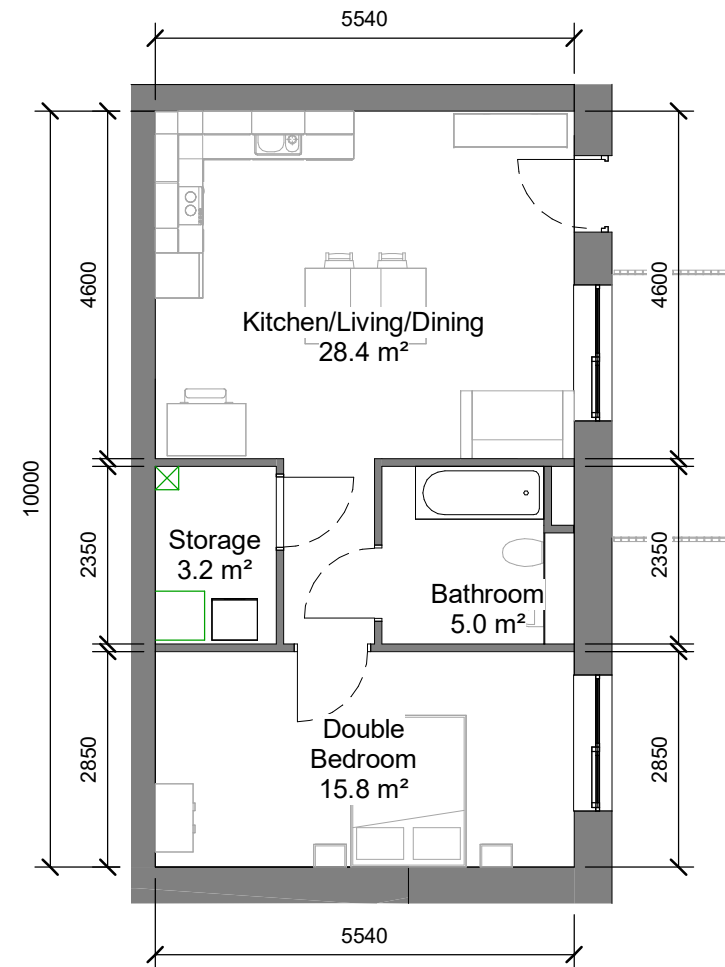 5540
4600
4600
Kitchen/Living/Dining
28.4 m²
10000
2350
2350
Storage
3.2 m²
Bathroom
5.0 m²
2850
2850
Double
Bedroom
15.8 m²
5540